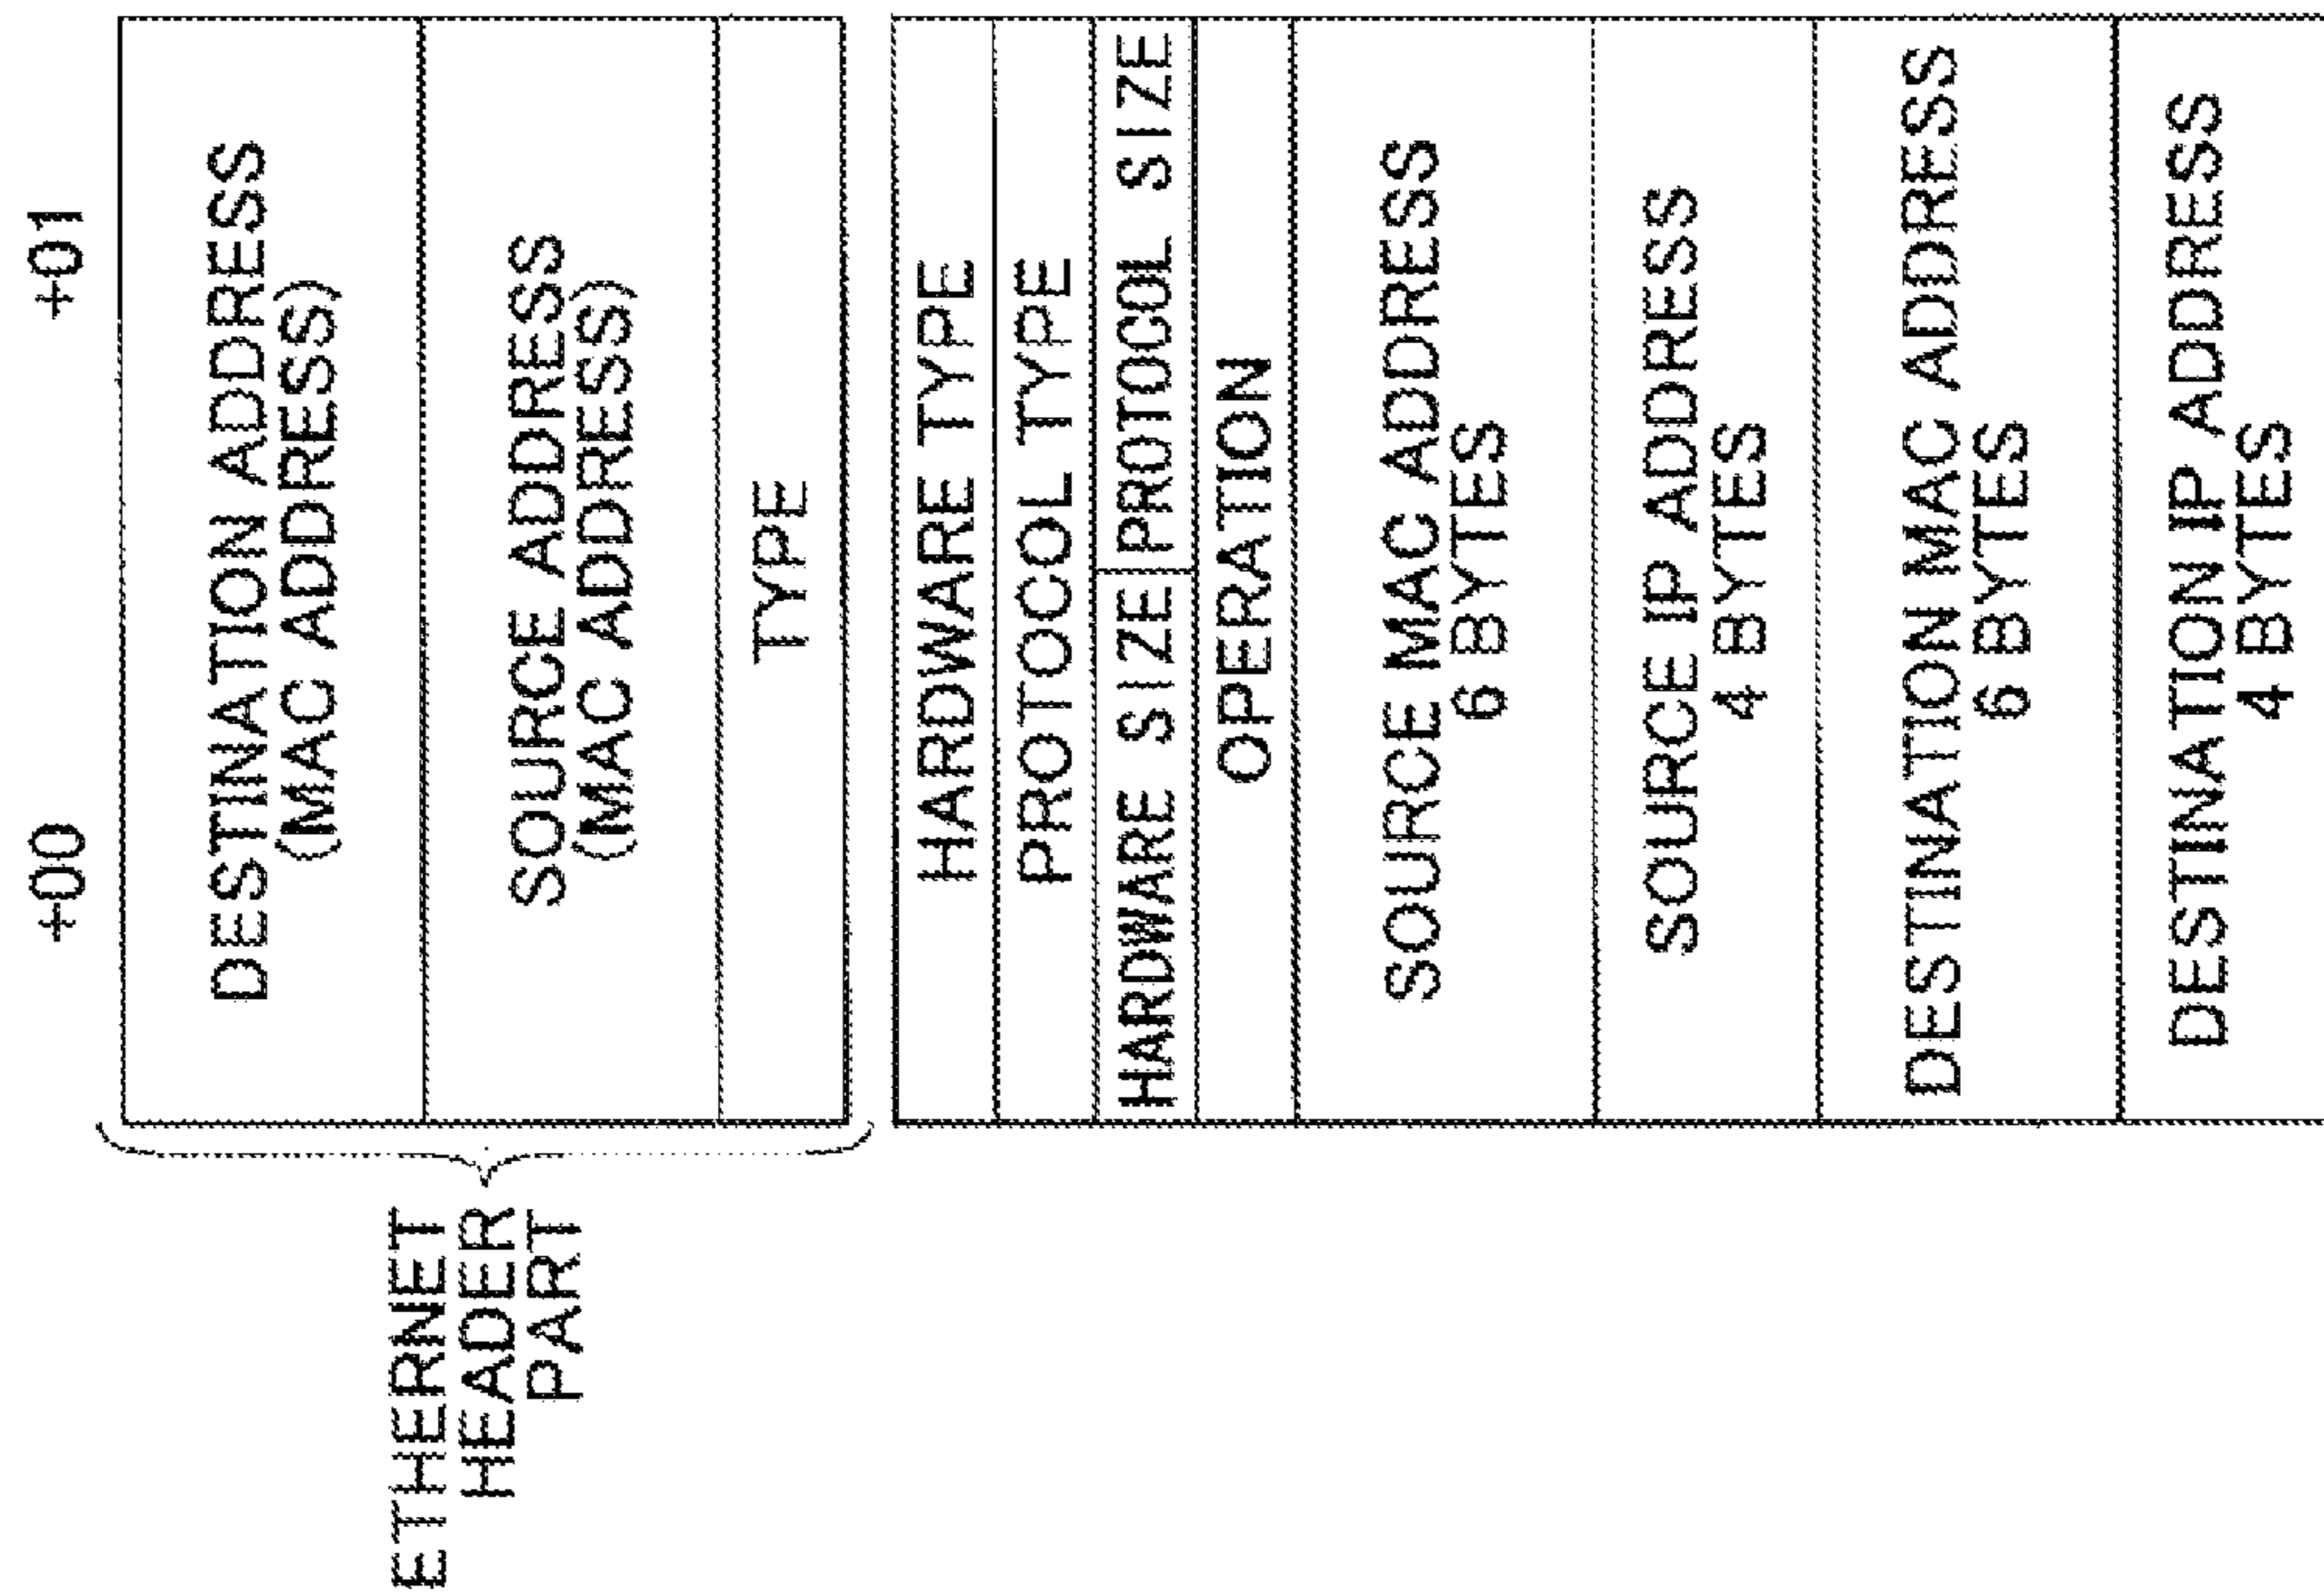 +00
+01
ETHERNET
HEADER
PART
DESTINATION ADDRESS
(MAC ADDRESS)
SOURCE ADDRESS
(MAC ADDRESS)
TYPE
HARDWARE TYPE
PROTOCOL TYPE
HARDWARE SIZE
PROTOCOL SIZE
OPERATION
SOURCE MAC ADDRESS
6 BYTES
SOURCE IP ADDRESS
4 BYTES
DESTINATION MAC ADDRESS
6 BYTES
DESTINATION IP ADDRESS
4 BYTES